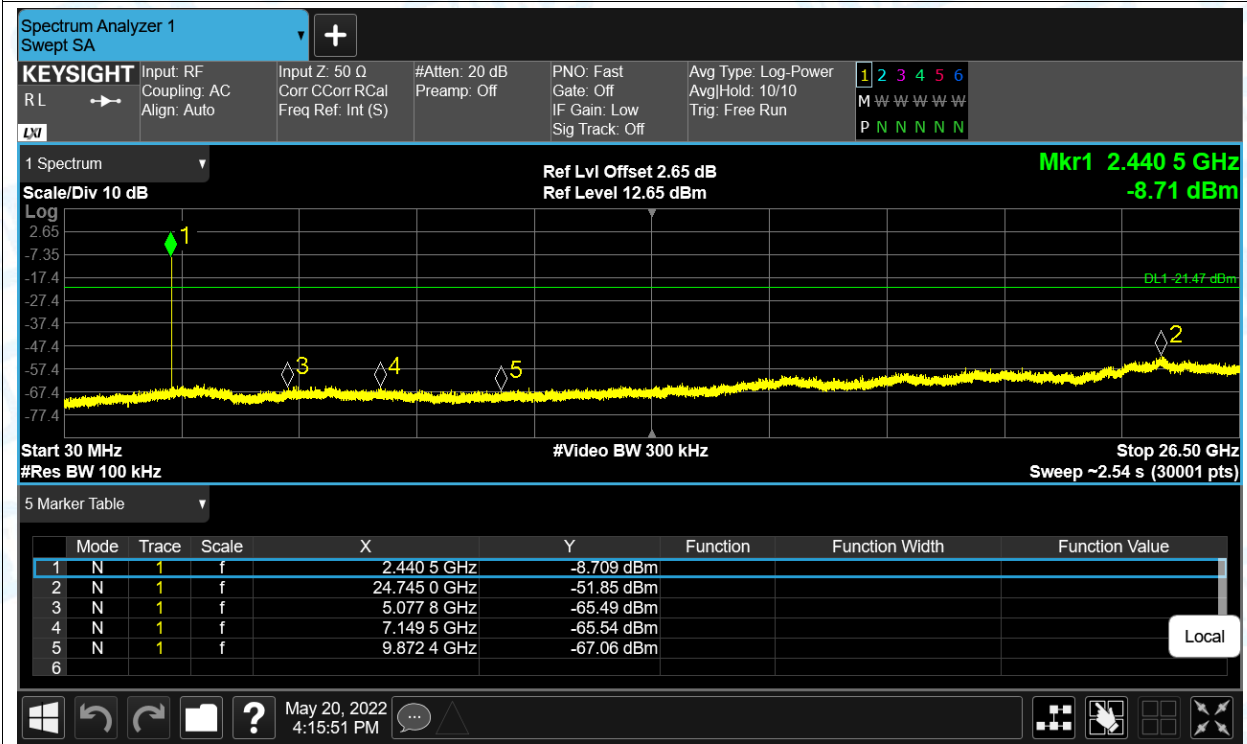 Spectrum Analyzer 1
Swept SA
+
KEYSIGHT
R L
LXI
Input: RF
Coupling: AC
Align: Auto
Input Z: 50 Ω
Corr CCorr RCal
Freq Ref: Int (S)
#Atten: 20 dB
Preamp: Off
PNO: Fast
Gate: Off
IF Gain: Low
Sig Track: Off
Avg Type: Log-Power
Avg|Hold: 10/10
Trig: Free Run
1 2 3 4 5 6
M W W W W W
P N N N N N
1 Spectrum
Scale/Div 10 dB
Ref Lvl Offset 2.65 dB
Ref Level 12.65 dBm
Mkr1 2.440 5 GHz
-8.71 dBm
Log
2.65
-7.35
-17.4
-27.4
-37.4
-47.4
-57.4
-67.4
-77.4
1
DL1 -21.47 dBm
2
3
4
5
Start 30 MHz
#Video BW 300 kHz
Stop 26.50 GHz
#Res BW 100 kHz
Sweep ~2.54 s (30001 pts)
5 Marker Table
Mode Trace Scale X Y Function Function Width Function Value
1 N 1 f 2.440 5 GHz -8.709 dBm
2 N 1 f 24.745 0 GHz -51.85 dBm
3 N 1 f 5.077 8 GHz -65.49 dBm
4 N 1 f 7.149 5 GHz -65.54 dBm
5 N 1 f 9.872 4 GHz -67.06 dBm
6
Local
?
May 20, 2022
4:15:51 PM